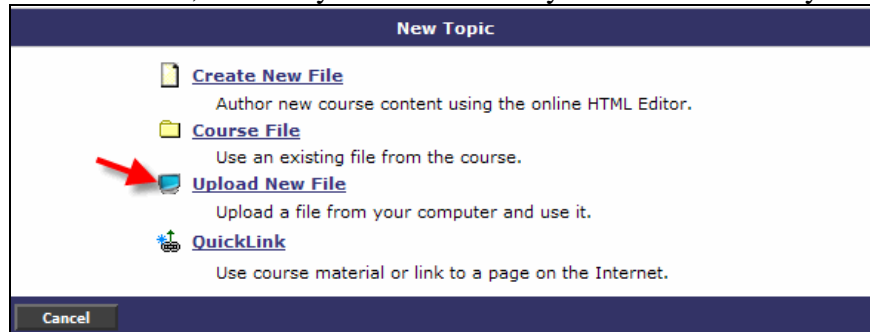 New Topic
Create New File
Author new course content using the online HTML Editor.
Course File
Use an existing file from the course.
Upload New File
Upload a file from your computer and use it.
QuickLink
Use course material or link to a page on the Internet.
Cancel